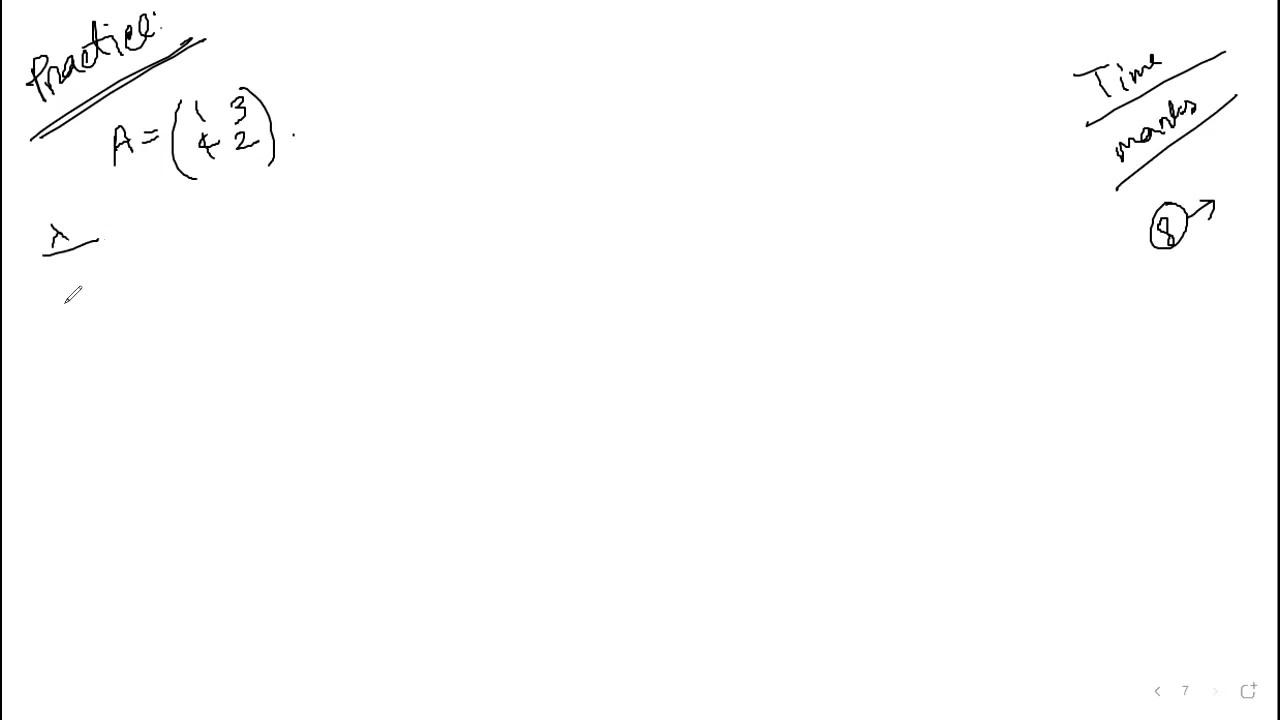 Practice:
A = (1 3
4 2).
λ
Time
marks
8 →
7